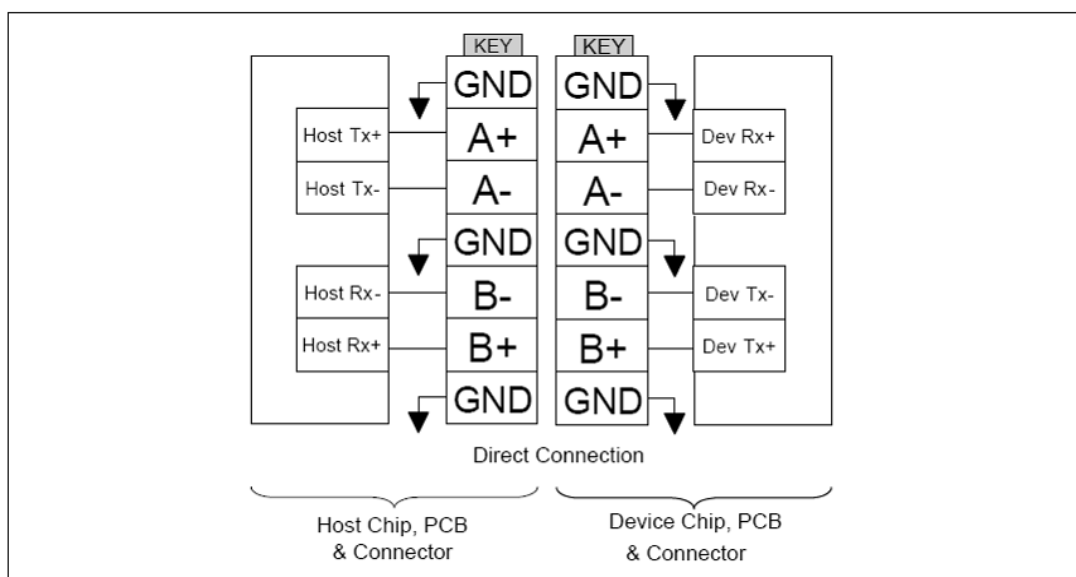 KEY KEY
GND GND
Host Tx+ A+ A+ Dev Rx+
Host Tx- A- A- Dev Rx-
GND GND
Host Rx- B- B- Dev Tx-
Host Rx+ B+ B+ Dev Tx+
GND GND
Direct Connection
Host Chip, PCB
& Connector
Device Chip, PCB
& Connector